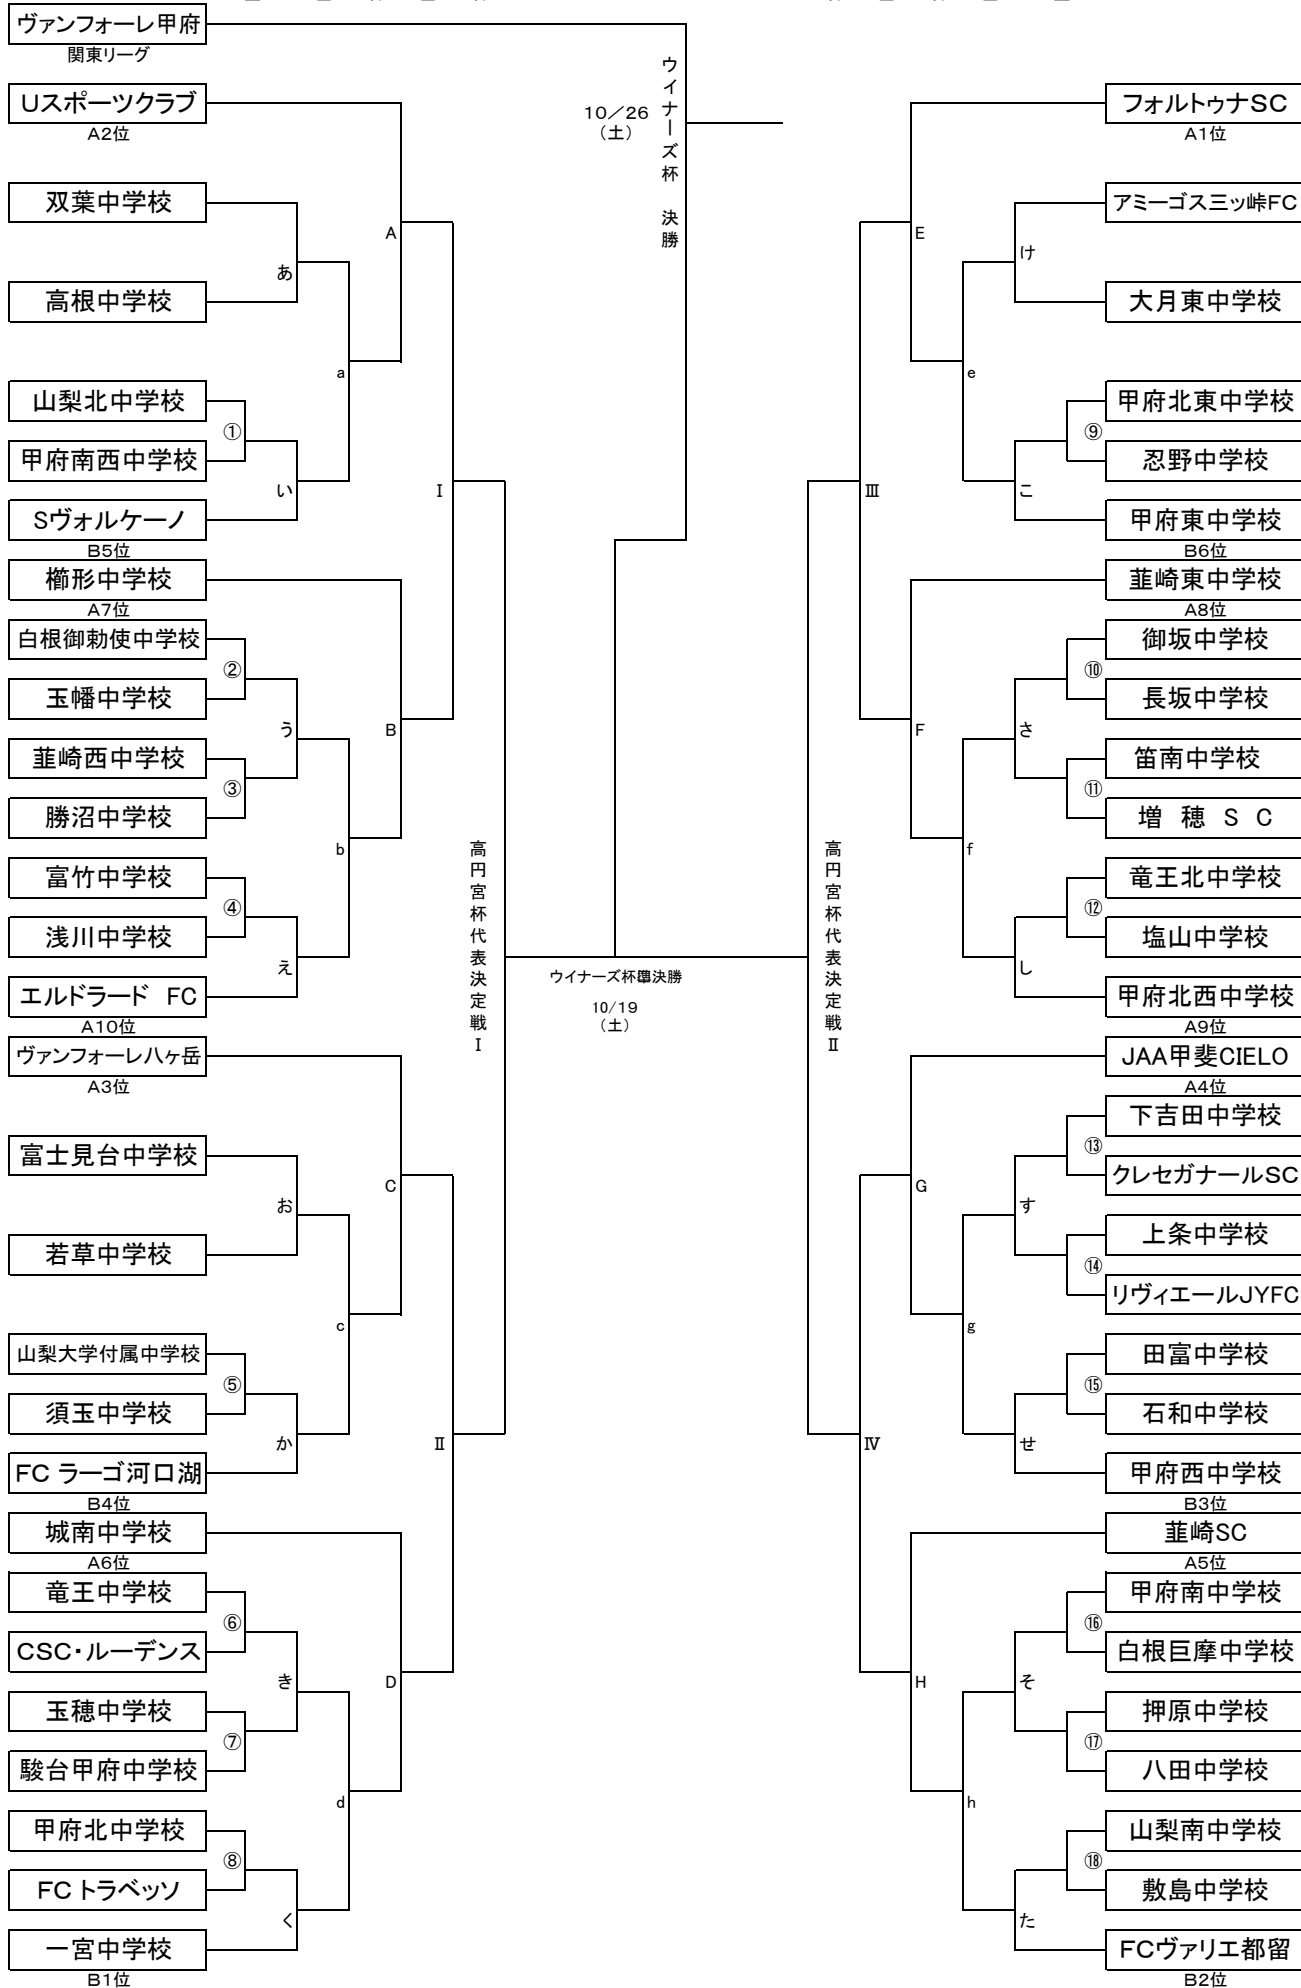 ヴァンフォーレ甲府
関東リーグ
Uスポーツクラブ
A2位
双葉中学校
高根中学校
山梨北中学校
甲府南西中学校
Sヴォルケーノ
B5位
櫛形中学校
A7位
白根御勅使中学校
玉幡中学校
韮崎西中学校
勝沼中学校
富竹中学校
浅川中学校
エルドラード FC
A10位
ヴァンフォーレ八ヶ岳
A3位
富士見台中学校
若草中学校
山梨大学付属中学校
須玉中学校
FC ラーゴ河口湖
B4位
城南中学校
A6位
竜王中学校
CSC・ルーデンス
玉穂中学校
駿台甲府中学校
甲府北中学校
FCトラベッソ
一宮中学校
B1位
①
②
③
④
⑤
⑥
⑦
⑧
あ
い
う
え
お
か
き
く
a
b
c
d
A
B
C
D
Ⅰ
Ⅱ
高円宮杯代表決定戦Ⅰ
10/26
(土)
ウイナーズ杯 決勝
ウイナーズ杯準決勝
10/19
(土)
高円宮杯代表決定戦Ⅱ
Ⅲ
Ⅳ
E
F
G
H
e
f
g
h
け
こ
さ
し
す
せ
そ
た
⑨
⑩
⑪
⑫
⑬
⑭
⑮
⑯
⑰
⑱
フォルトゥナSC
A1位
アミーゴス三ッ峠FC
大月東中学校
甲府北東中学校
忍野中学校
甲府東中学校
B6位
韮崎東中学校
A8位
御坂中学校
長坂中学校
笛南中学校
増 穂 S C
竜王北中学校
塩山中学校
甲府北西中学校
A9位
JAA甲斐CIELO
A4位
下吉田中学校
クレセガナールSC
上条中学校
リヴィエールJYFC
田富中学校
石和中学校
甲府西中学校
B3位
韮崎SC
A5位
甲府南中学校
白根巨摩中学校
押原中学校
八田中学校
山梨南中学校
敷島中学校
FCヴァリエ都留
B2位